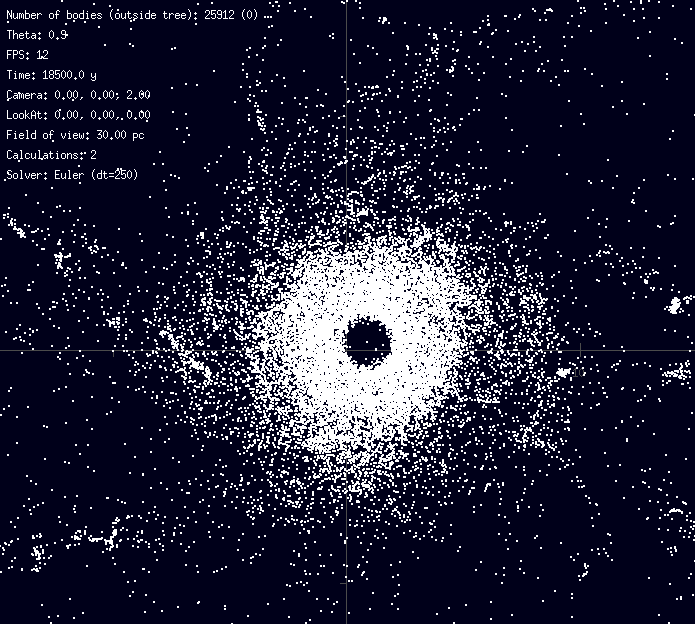 Number of bodies (outside tree): 25912 (0)
Theta: 0.9
FPS: 12
Time: 18500.0 y
Camera: 0.00, 0.00, 2.00
LookAt: 0.00, 0.00, 0.00
Field of view: 30.00 pc
Calculations: 2
Solver: Euler (dt=250)